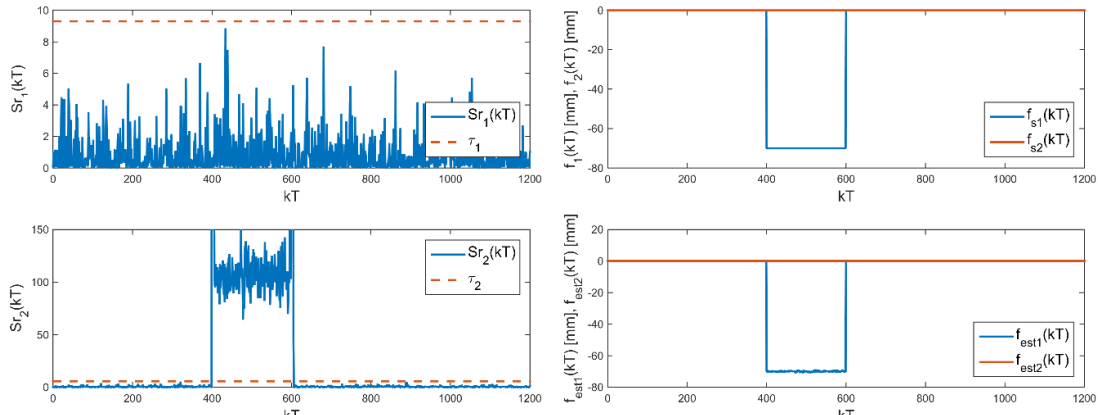 10
8
6
4
2
0
Sr1(kT)
Sr1(kT)
τ1
0 200 400 600 800 1000 1200
kT
0
-20
-40
-60
-80
f1(kT) [mm], f2(kT) [mm]
fs1(kT)
fs2(kT)
0 200 400 600 800 1000 1200
kT
150
100
50
0
Sr2(kT)
Sr2(kT)
τ2
0 200 400 600 800 1000 1200
kT
0
-20
-40
-60
-80
fest1(kT) [mm], fest2(kT) [mm]
fest1(kT)
fest2(kT)
0 200 400 600 800 1000 1200
kT